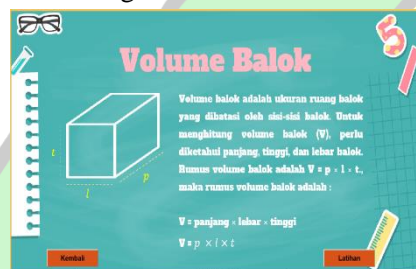 Volume Balok
Volume balok adalah ukuran ruang balok
yang dibatasi oleh sisi-sisi balok. Untuk
menghitung volume balok (V), perlu
diketahui panjang, tinggi, dan lebar balok.
Rumus volume balok adalah V = p × l × t.,
maka rumus volume balok adalah :
t
p
l
V = panjang × lebar × tinggi
V = p × l × t
Kembali
Latihan